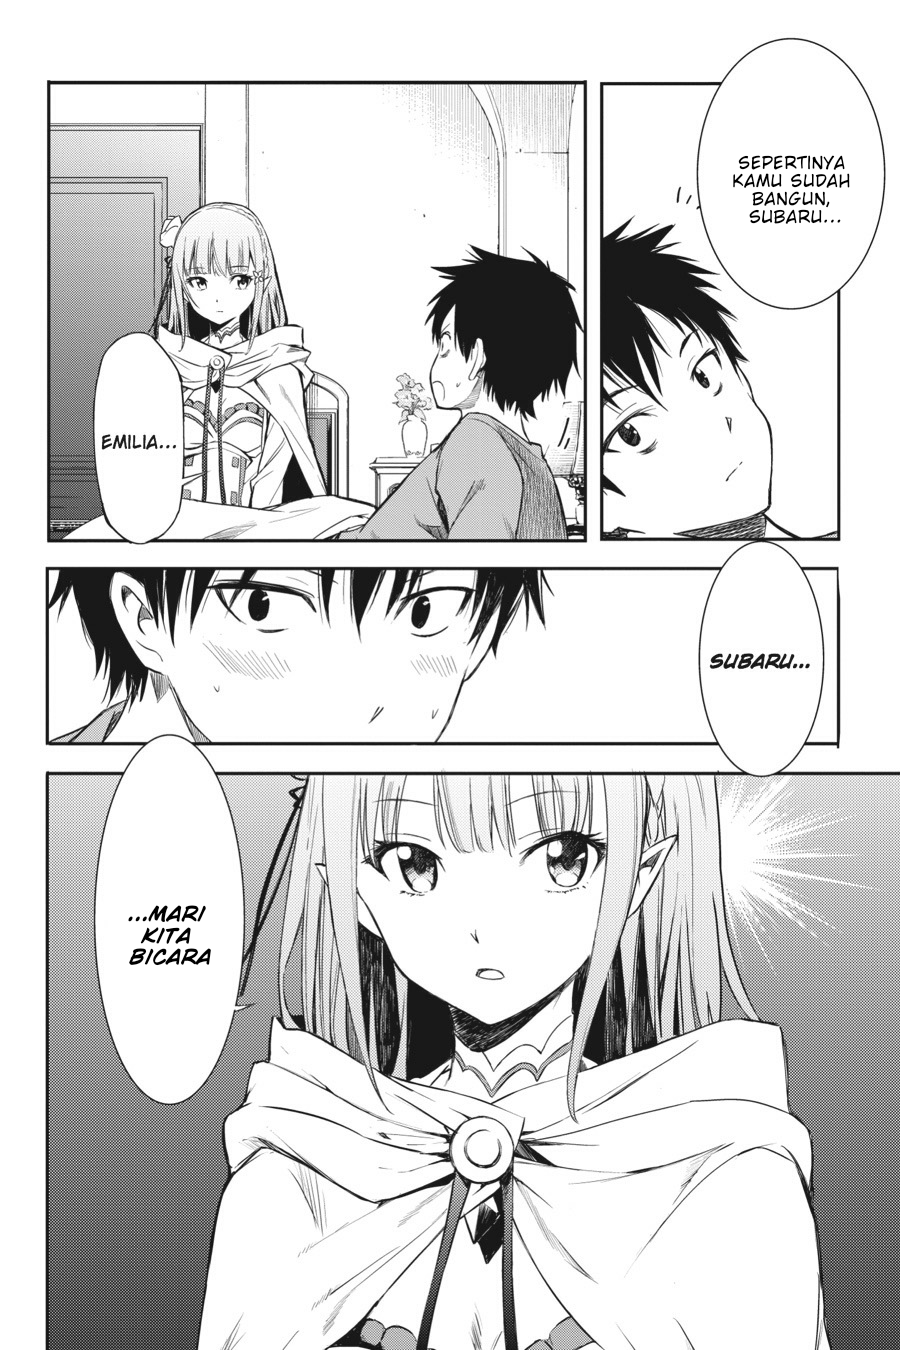 SEPERTINYA
KAMU SUDAH
BANGUN,
SUBARU...
EMILIA...
SUBARU...
...MARI
KITA
BICARA